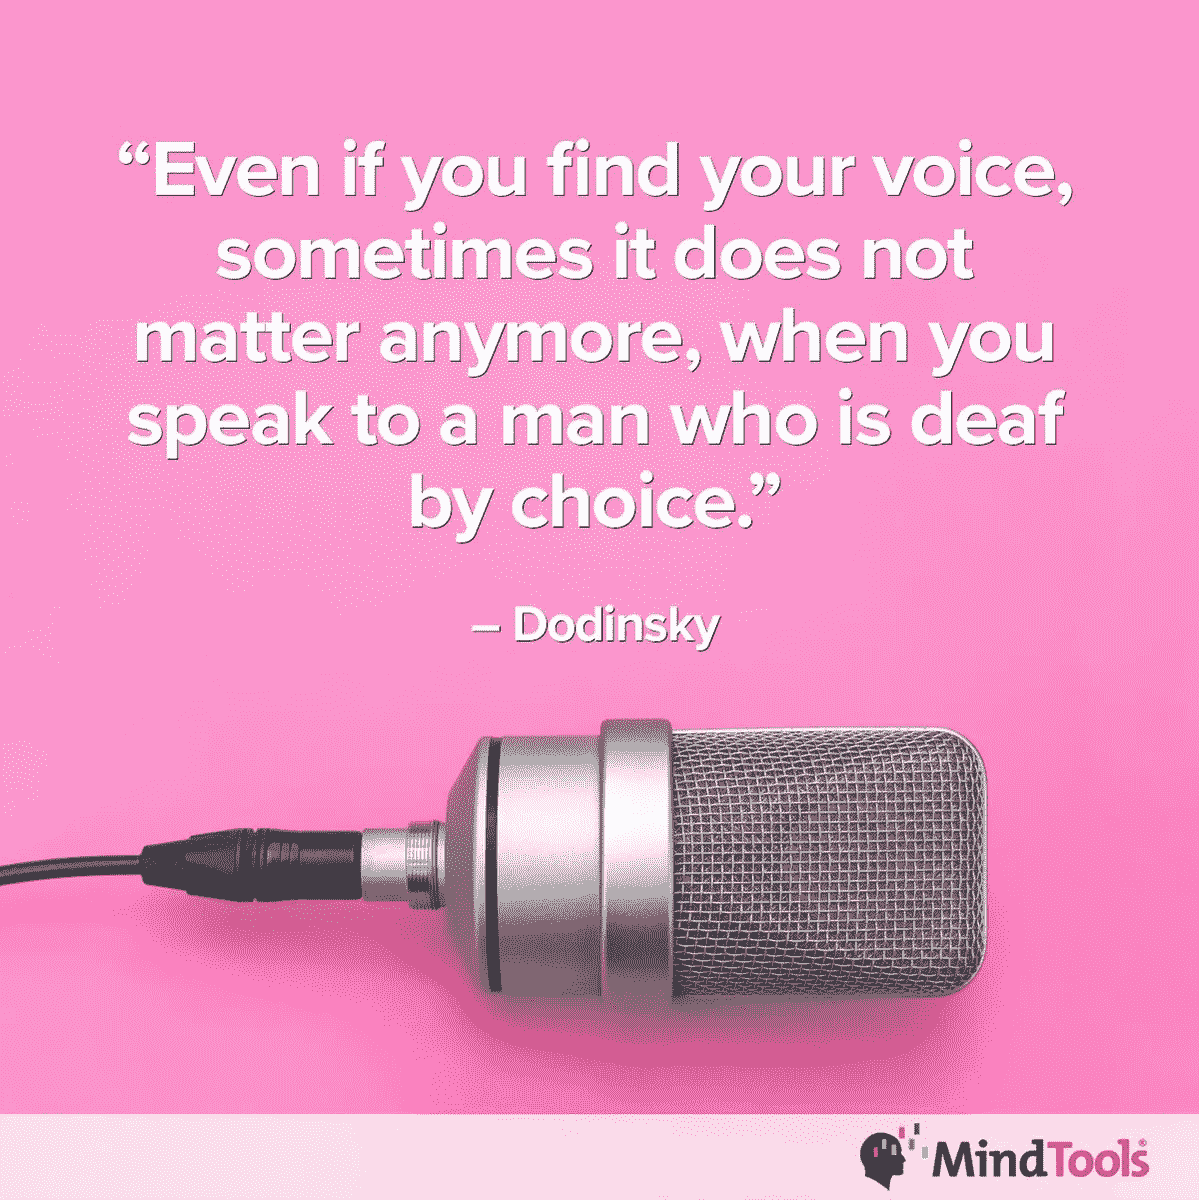 “Even if you find your voice,
sometimes it does not
matter anymore, when you
speak to a man who is deaf
by choice.”
– Dodinsky
MindTools®